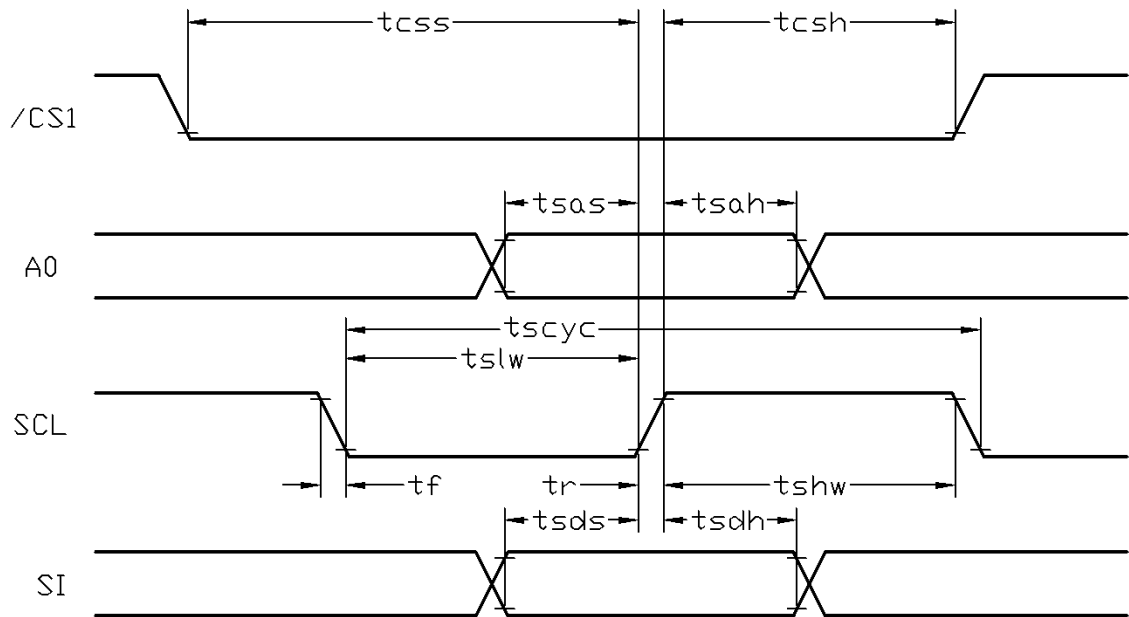 tcss tcsh
/CS1
tsas tsah
A0
tscyc
tslw
SCL
tf tr tshw
tsds tsdh
SI